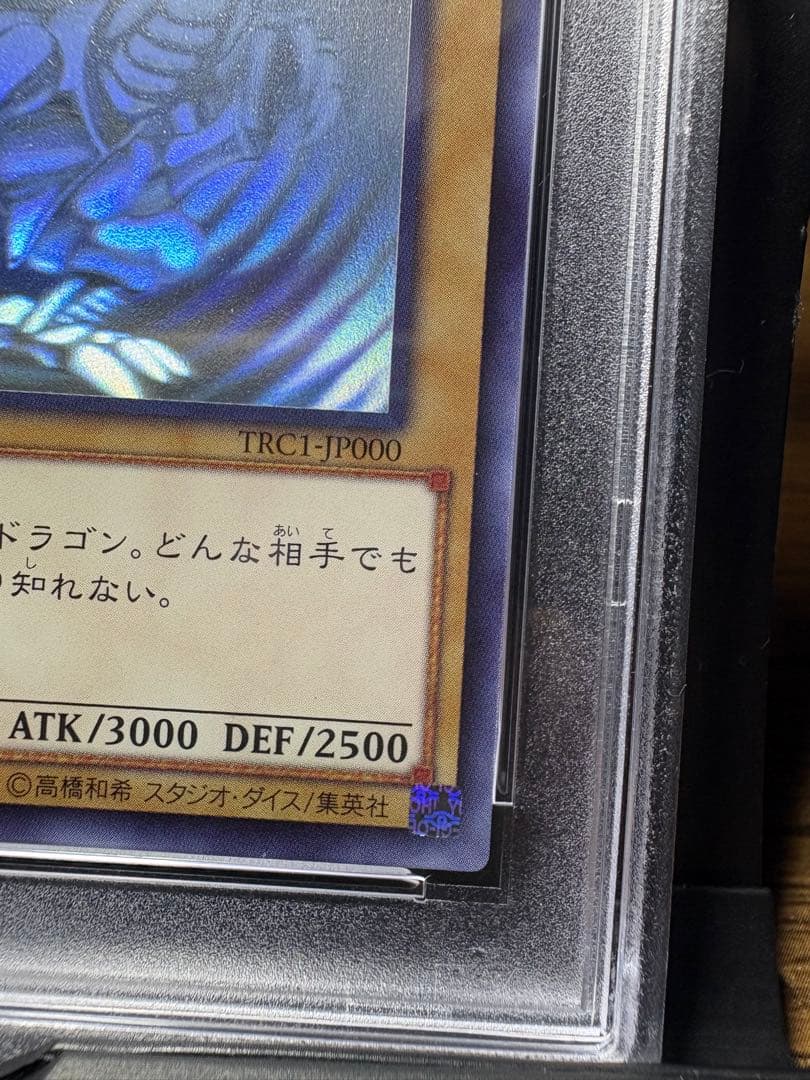 TRC1-JP000
ドラゴン。どんな相手でも
知れない。
ATK/3000 DEF/2500
©高橋和希 スタジオ・ダイス/集英社